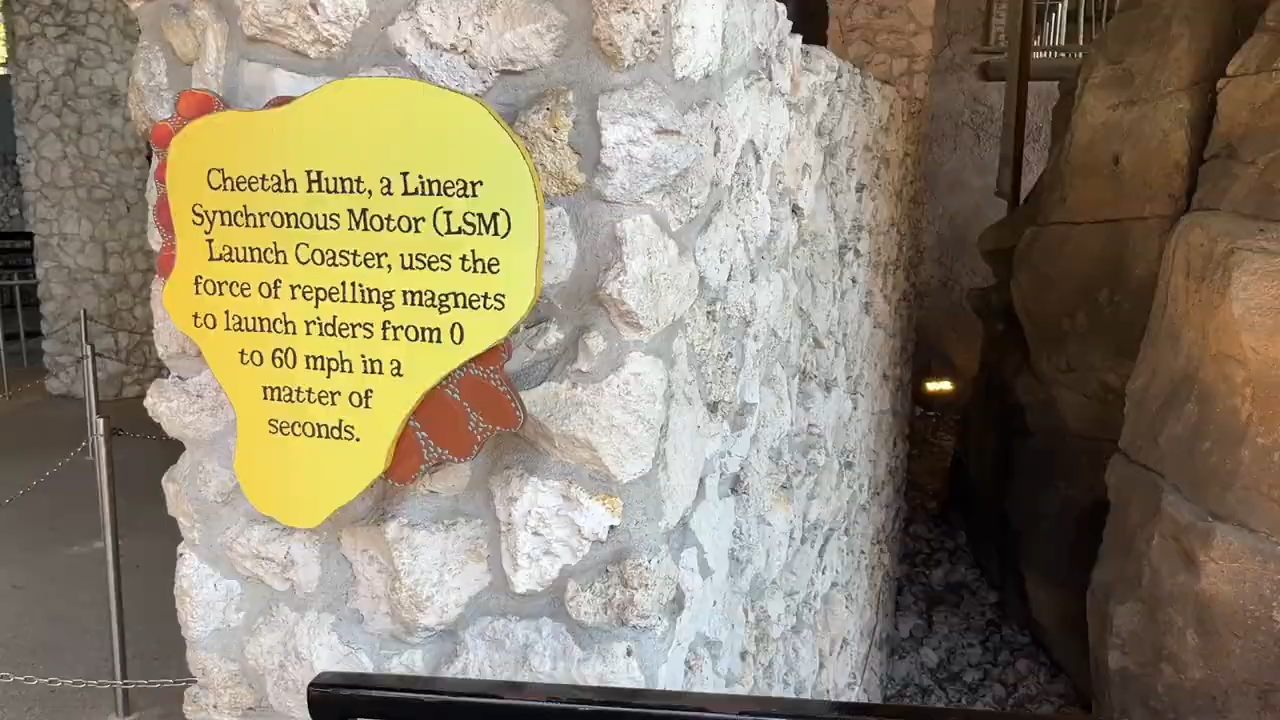 Cheetah Hunt, a Linear
Synchronous Motor (LSM)
Launch Coaster, uses the
force of repelling magnets
to launch riders from 0
to 60 mph in a
matter of
seconds.